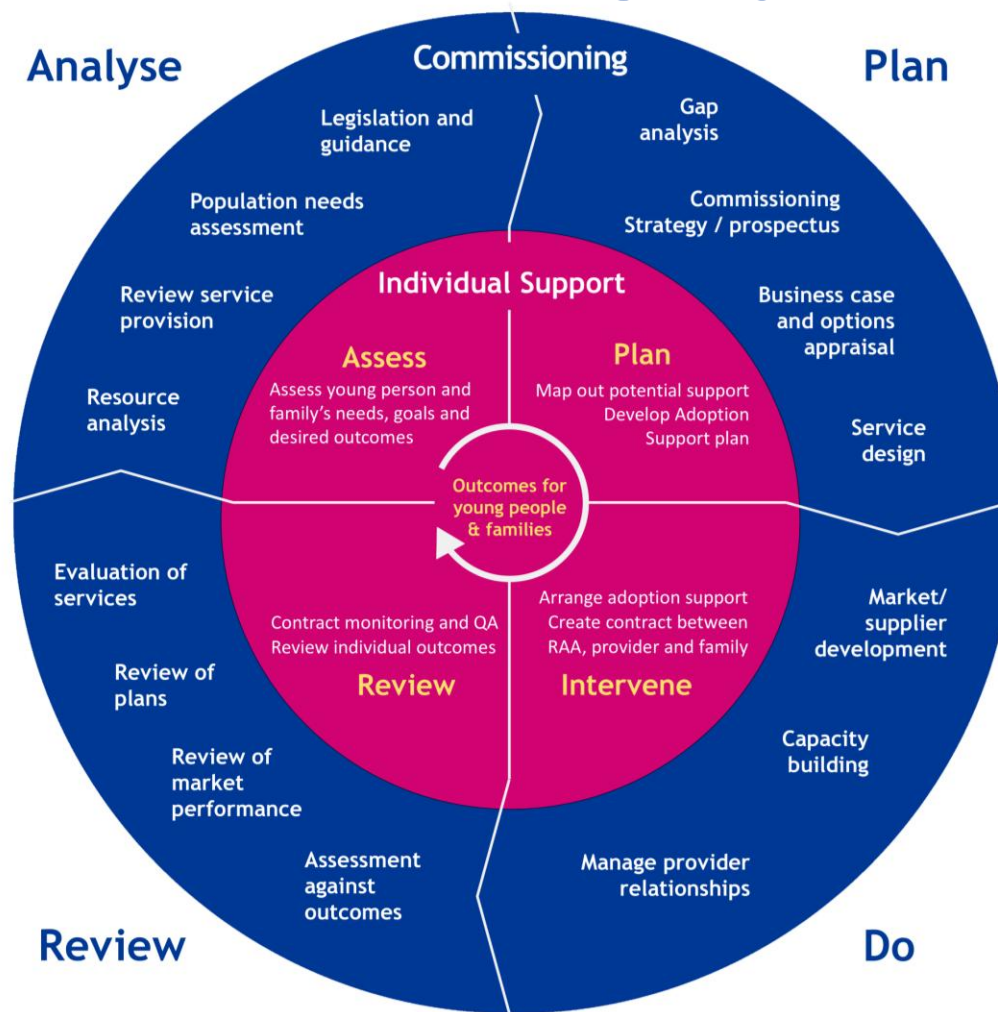 Analyse
Commissioning
Plan
Legislation and
guidance
Population needs
assessment
Review service
provision
Resource
analysis
Gap
analysis
Commissioning
Strategy / prospectus
Business case
and options
appraisal
Service
design
Individual Support
Assess
Assess young person and
family's needs, goals and
desired outcomes
Plan
Map out potential support
Develop Adoption
Support plan
Outcomes for
young people
& families
Contract monitoring and QA
Review individual outcomes
Review
Arrange adoption support
Create contract between
RAA, provider and family
Intervene
Evaluation of
services
Review of
plans
Review of
market
performance
Assessment
against
outcomes
Market/
supplier
development
Capacity
building
Manage provider
relationships
Review
Do